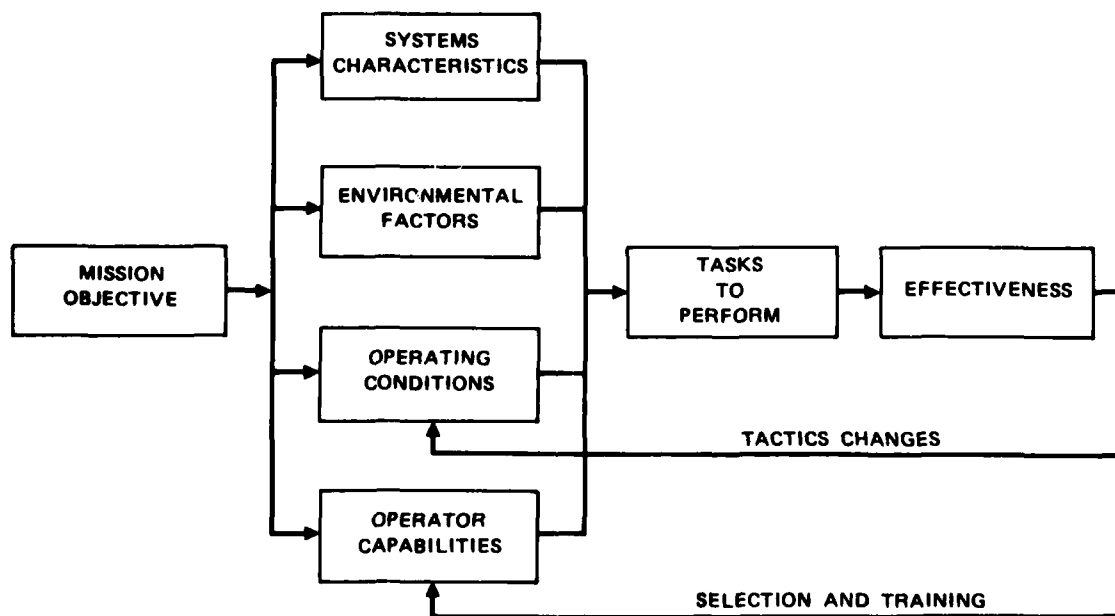 SYSTEMS
CHARACTERISTICS
ENVIRONMENTAL
FACTORS
MISSION
OBJECTIVE
TASKS
TO
PERFORM
EFFECTIVENESS
OPERATING
CONDITIONS
TACTICS CHANGES
OPERATOR
CAPABILITIES
SELECTION AND TRAINING